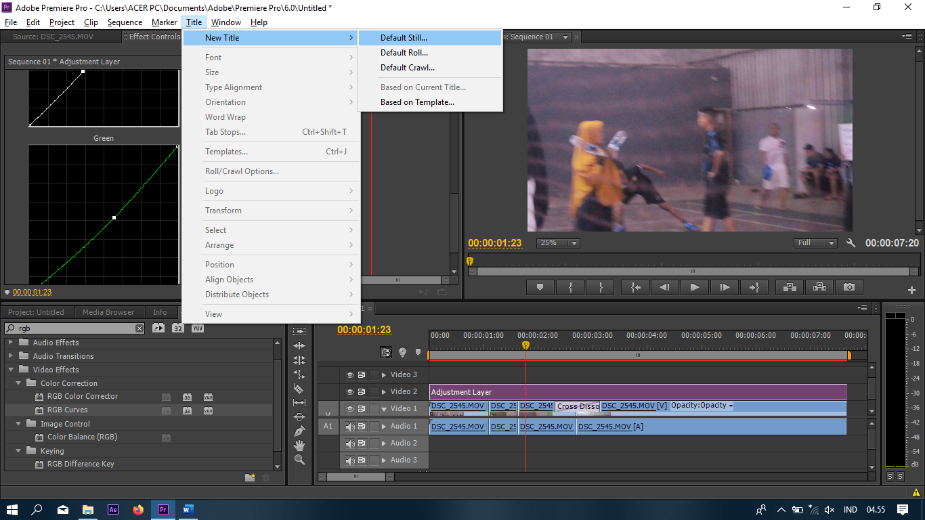 Adobe Premiere Pro - C:\Users\ACER PC\Documents\Adobe\Premiere Pro\6.0\Untitled *
File Edit Project Clip Sequence Marker Title Window Help
Source: DSC_2545.MOV
Effect Controls
Sequence 01
Sequence 01 * Adjustment Layer
Green
00:00:01:23
New Title
Font
Size
Type Alignment
Orientation
Word Wrap
Tab Stops... Ctrl+Shift+T
Templates... Ctrl+J
Roll/Crawl Options...
Logo
Transform
Select
Arrange
Position
Align Objects
Distribute Objects
View
Default Still...
Default Roll...
Default Crawl...
Based on Current Title...
Based on Template...
00:00:01:23 25% Full 00:00:07:20
Project: Untitled Media Browser Info
rgb
32 YUV
Audio Effects
Audio Transitions
Video Effects
Color Correction
RGB Color Corrector
RGB Curves
Image Control
Color Balance (RGB)
Keying
RGB Difference Key
00:00:01:23
00:00 00:00:01:00 00:00:02:00 00:00:03:00 00:00:04:00 00:00:05:00 00:00:06:00 00:00:07:00 00:00:
Video 3
Video 2 Adjustment Layer
V Video 1 DSC_2545.MOV DSC_25 DSC_2545 Cross Disso DSC_2545.MOV [V] Opacity:Opacity
A1 Audio 1 DSC_2545.MOV DSC_25 DSC_2545.MOV DSC_2545.MOV [A]
Audio 2
Audio 3
0
-6
-12
-18
-24
-30
-36
-42
-48
-54
dB
S S
Ae Pr IND 04.55